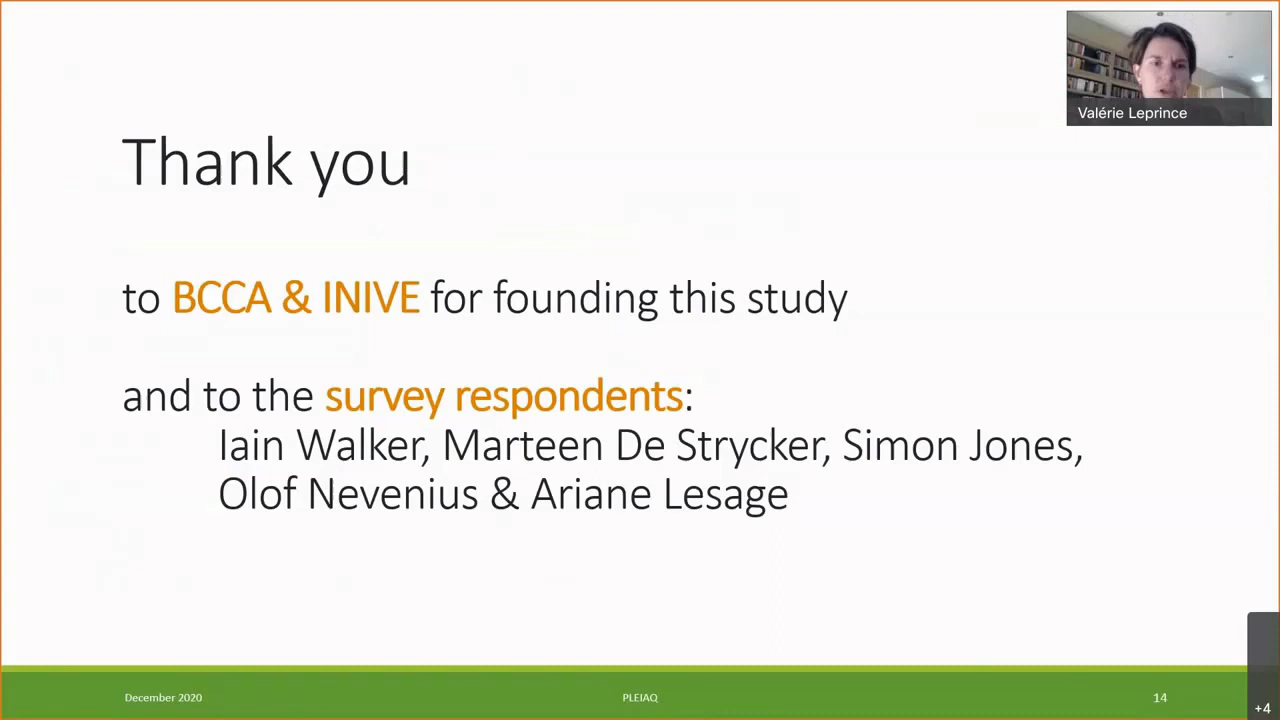 Valérie Leprince
Thank you
to BCCA & INIVE for founding this study
and to the survey respondents:
Iain Walker, Marteen De Strycker, Simon Jones,
Olof Nevenius & Ariane Lesage
December 2020
PLEIAQ
14
+4